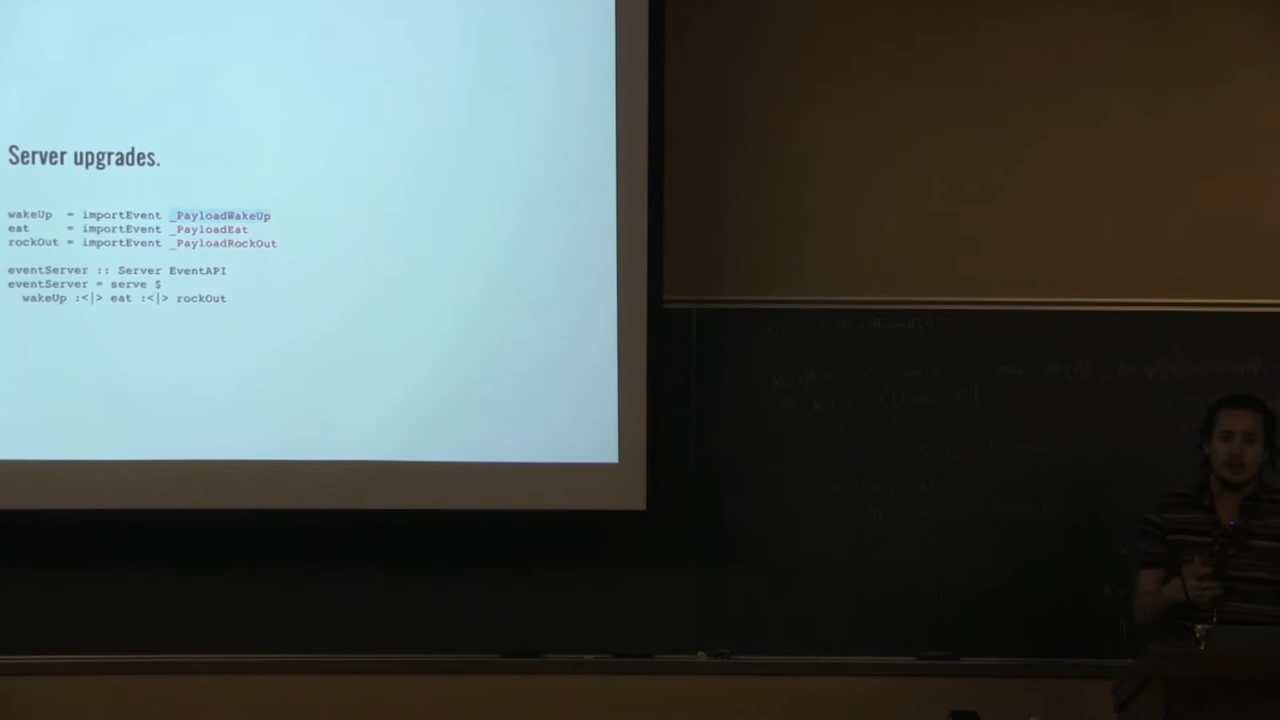 Server upgrades.
wakeUp = importEvent _PayloadWakeUp
eat = importEvent _PayloadEat
rockOut = importEvent _PayloadRockOut
eventServer :: Server EventAPI
eventServer = serve $
wakeUp :<|> eat :<|> rockOut